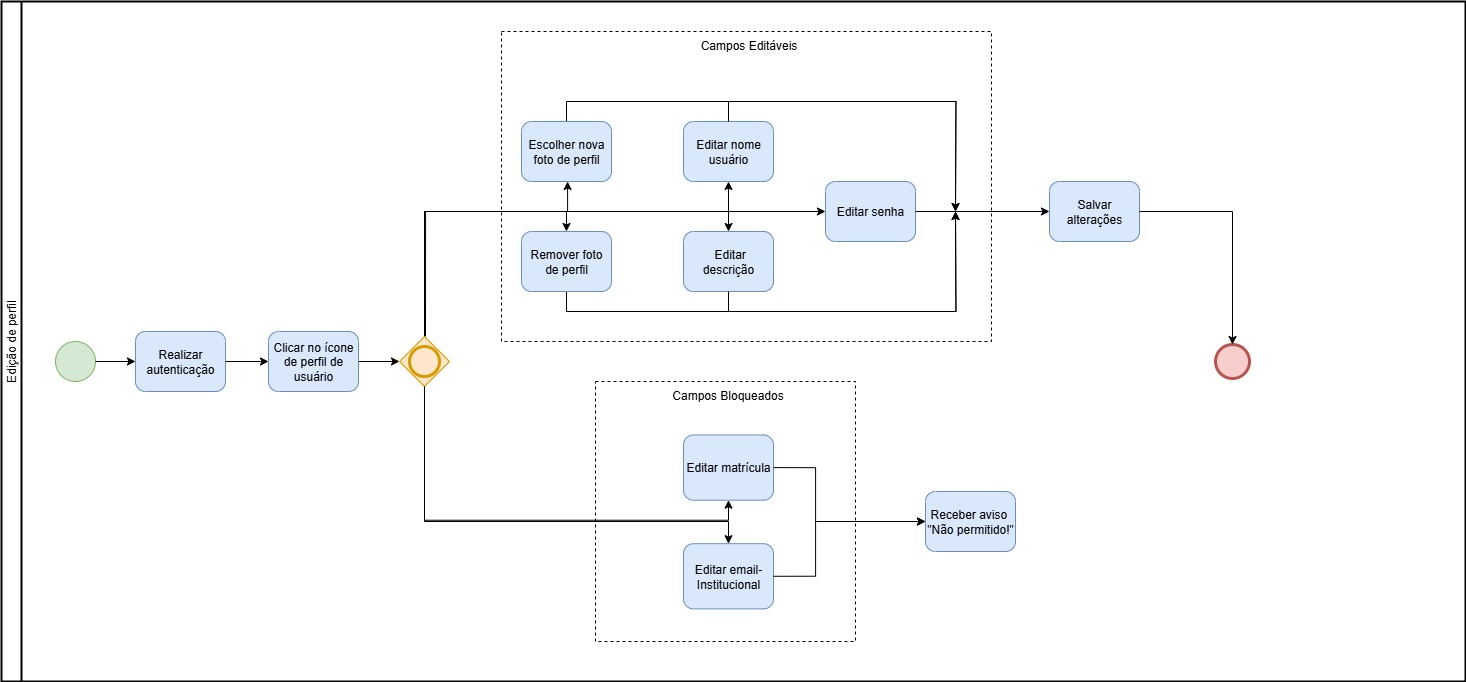 Edição de perfil
Campos Editáveis
Escolher nova
foto de perfil
Editar nome
usuário
Editar senha
Salvar
alterações
Remover foto
de perfil
Editar
descrição
Realizar
autenticação
Clicar no ícone
de perfil de
usuário
Campos Bloqueados
Editar matrícula
Receber aviso
"Não permitido!"
Editar email-
Institucional